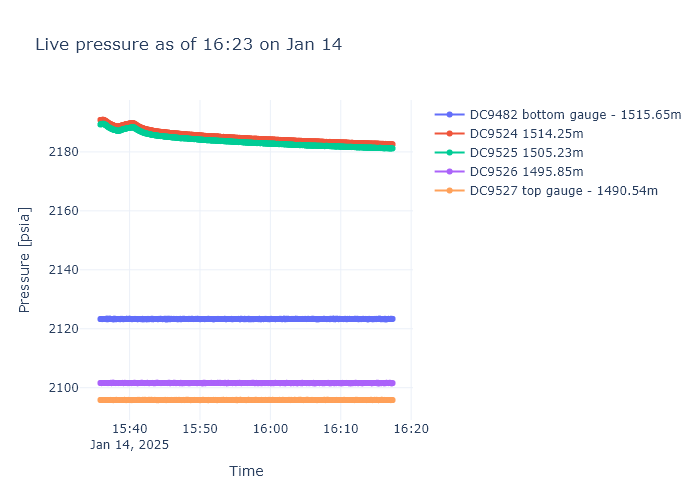 Live pressure as of 16:23 on Jan 14
DC9482 bottom gauge - 1515.65m
DC9524 1514.25m
DC9525 1505.23m
DC9526 1495.85m
DC9527 top gauge - 1490.54m
Pressure [psia]
2180
2160
2140
2120
2100
15:40
15:50
16:00
16:10
16:20
Jan 14, 2025
Time